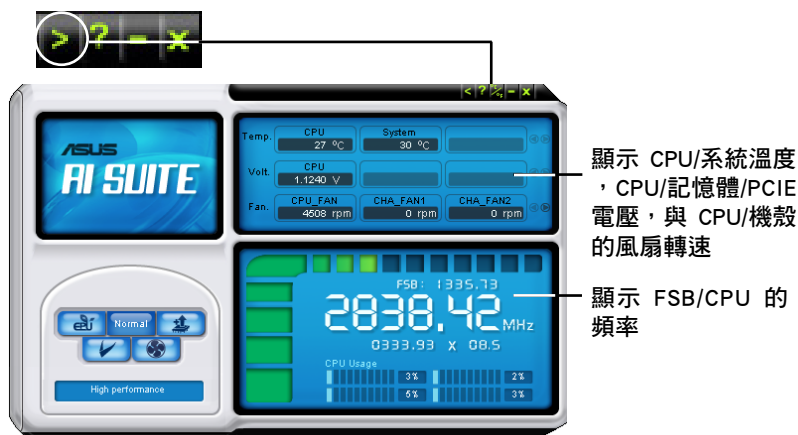 > ? - x
< ? °C/°F - x
ASUS
AI SUITE
Temp. CPU System
27 °C 30 °C
Volt. CPU
1.1240 V
Fan. CPU_FAN CHA_FAN1 CHA_FAN2
4508 rpm 0 rpm 0 rpm
顯示 CPU/系統溫度
，CPU/記憶體/PCIE
電壓，與 CPU/機殼
的風扇轉速
FSB: 1335.73
2838.42 MHz
0333.93 x 08.5
顯示 FSB/CPU 的
頻率
CPU Usage
3% 2%
5% 3%
Normal
High performance